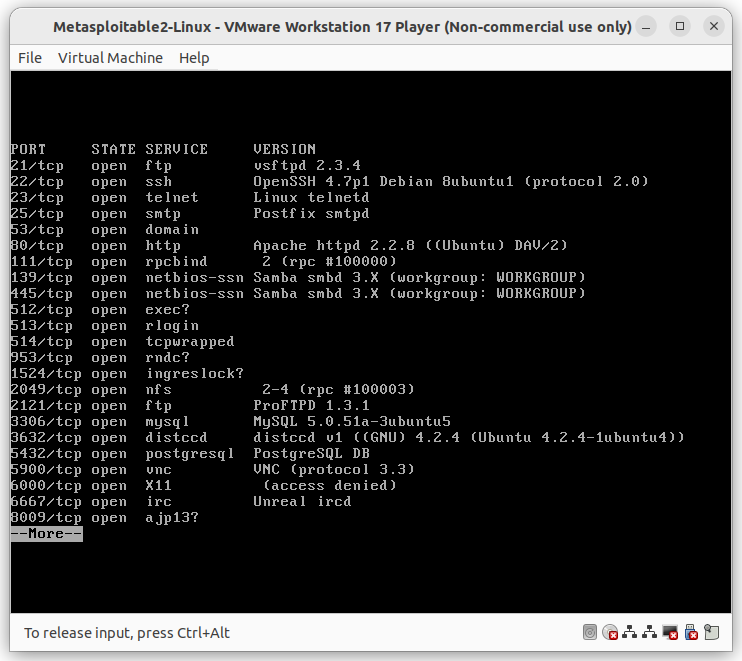 Metasploitable2-Linux - VMware Workstation 17 Player (Non-commercial use only)
File Virtual Machine Help
PORT STATE SERVICE VERSION
21/tcp open ftp vsftpd 2.3.4
22/tcp open ssh OpenSSH 4.7p1 Debian 8ubuntu1 (protocol 2.0)
23/tcp open telnet Linux telnetd
25/tcp open smtp Postfix smtpd
53/tcp open domain
80/tcp open http Apache httpd 2.2.8 ((Ubuntu) DAV/2)
111/tcp open rpcbind 2 (rpc #100000)
139/tcp open netbios-ssn Samba smbd 3.X (workgroup: WORKGROUP)
445/tcp open netbios-ssn Samba smbd 3.X (workgroup: WORKGROUP)
512/tcp open exec?
513/tcp open rlogin
514/tcp open tcpwrapped
953/tcp open rndc?
1524/tcp open ingreslock?
2049/tcp open nfs 2-4 (rpc #100003)
2121/tcp open ftp ProFTPD 1.3.1
3306/tcp open mysql MySQL 5.0.51a-3ubuntu5
3632/tcp open distccd distccd v1 ((GNU) 4.2.4 (Ubuntu 4.2.4-1ubuntu4))
5432/tcp open postgresql PostgreSQL DB
5900/tcp open vnc VNC (protocol 3.3)
6000/tcp open X11 (access denied)
6667/tcp open irc Unreal ircd
8009/tcp open ajp13?
--More--
To release input, press Ctrl+Alt